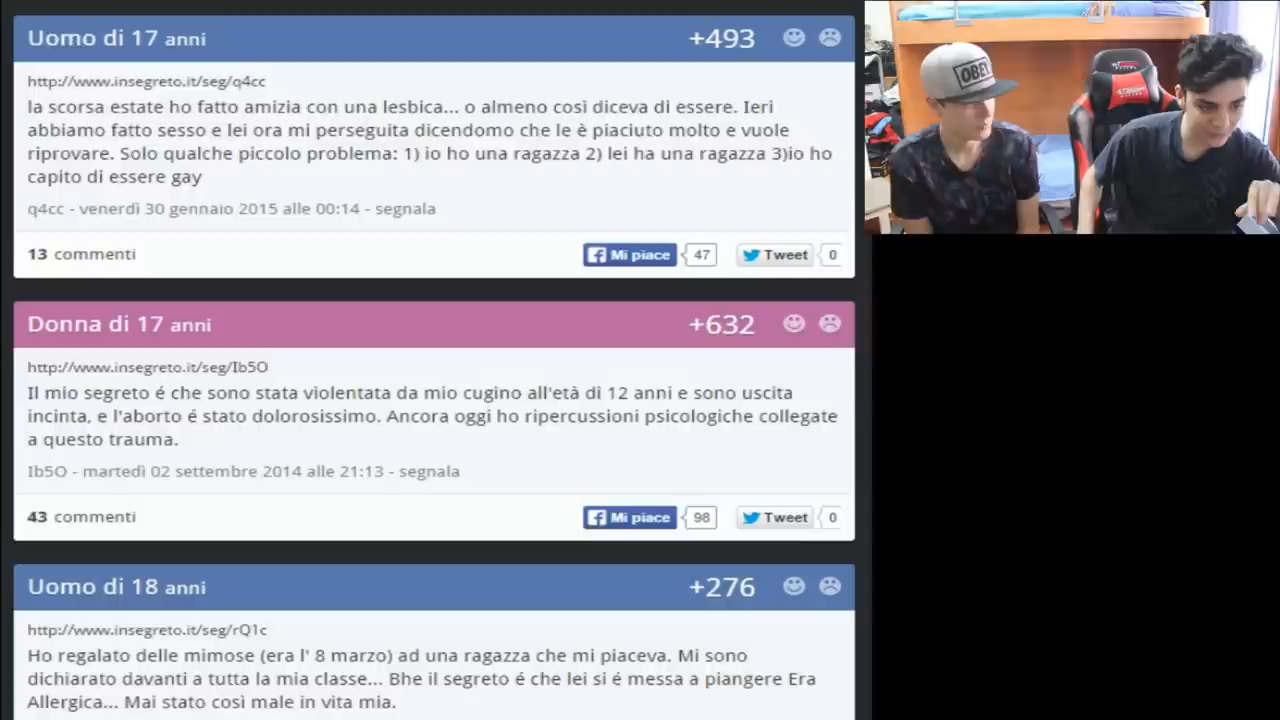 Uomo di 17 anni +493
http://www.insegreto.it/seg/q4cc
la scorsa estate ho fatto amizia con una lesbica... o almeno così diceva di essere. Ieri
abbiamo fatto sesso e lei ora mi perseguita dicendomo che le è piaciuto molto e vuole
riprovare. Solo qualche piccolo problema: 1) io ho una ragazza 2) lei ha una ragazza 3)io ho
capito di essere gay
q4cc - venerdì 30 gennaio 2015 alle 00:14 - segnala
13 commenti Mi piace 47 Tweet 0
Donna di 17 anni +632
http://www.insegreto.it/seg/Ib5O
Il mio segreto é che sono stata violentata da mio cugino all'età di 12 anni e sono uscita
incinta, e l'aborto é stato dolorosissimo. Ancora oggi ho ripercussioni psicologiche collegate
a questo trauma.
Ib5O - martedì 02 settembre 2014 alle 21:13 - segnala
43 commenti Mi piace 98 Tweet 0
Uomo di 18 anni +276
http://www.insegreto.it/seg/rQ1c
Ho regalato delle mimose (era l' 8 marzo) ad una ragazza che mi piaceva. Mi sono
dichiarato davanti a tutta la mia classe... Bhe il segreto é che lei si é messa a piangere Era
Allergica... Mai stato così male in vita mia.
OBEY